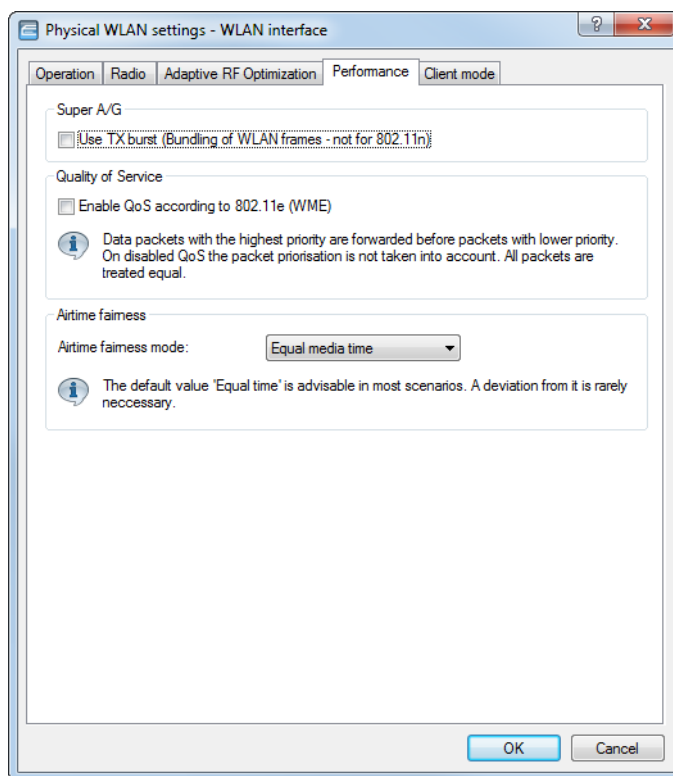 Physical WLAN settings - WLAN interface
Operation Radio Adaptive RF Optimization Performance Client mode
Super A/G
Use TX burst (Bundling of WLAN frames - not for 802.11n)
Quality of Service
Enable QoS according to 802.11e (WME)
Data packets with the highest priority are forwarded before packets with lower priority.
On disabled QoS the packet priorisation is not taken into account. All packets are
treated equal.
Airtime fairness
Airtime fairness mode: Equal media time
The default value 'Equal time' is advisable in most scenarios. A deviation from it is rarely
neccessary.
OK Cancel